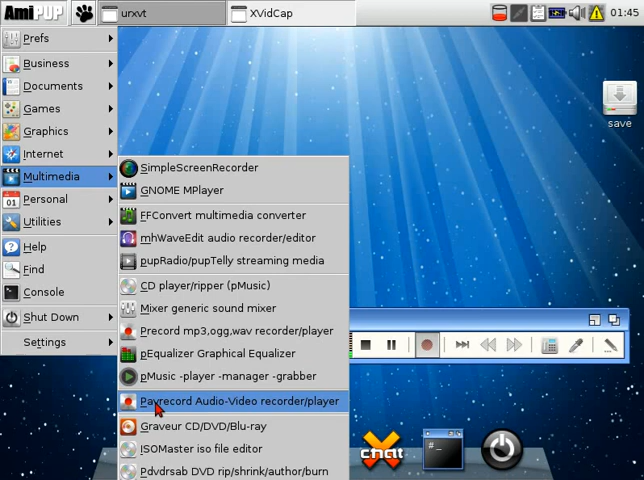 AmiPUP
urxvt
XVidCap
01:45
Prefs
Business
Documents
Games
Graphics
Internet
Multimedia
Personal
01
Utilities
Help
Find
Console
Shut Down
Settings
SimpleScreenRecorder
GNOME MPlayer
FFConvert multimedia converter
mhWaveEdit audio recorder/editor
pupRadio/pupTelly streaming media
CD player/ripper (pMusic)
Mixer generic sound mixer
Precord mp3,ogg,wav recorder/player
pEqualizer Graphical Equalizer
pMusic -player -manager -grabber
Pavrecord Audio-Video recorder/player
Graveur CD/DVD/Blu-ray
ISOMaster iso file editor
Pdvdrsab DVD rip/shrink/author/burn
save
chat
#_